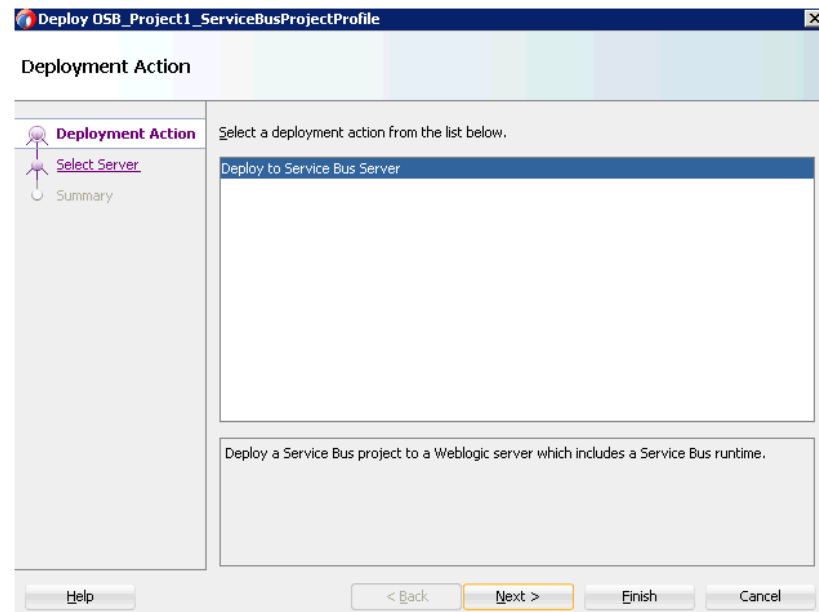 Deploy OSB_Project1_ServiceBusProjectProfile
Deployment Action
Deployment Action
Select Server
Summary
Select a deployment action from the list below.
Deploy to Service Bus Server
Deploy a Service Bus project to a Weblogic server which includes a Service Bus runtime.
Help
< Back
Next >
Finish
Cancel